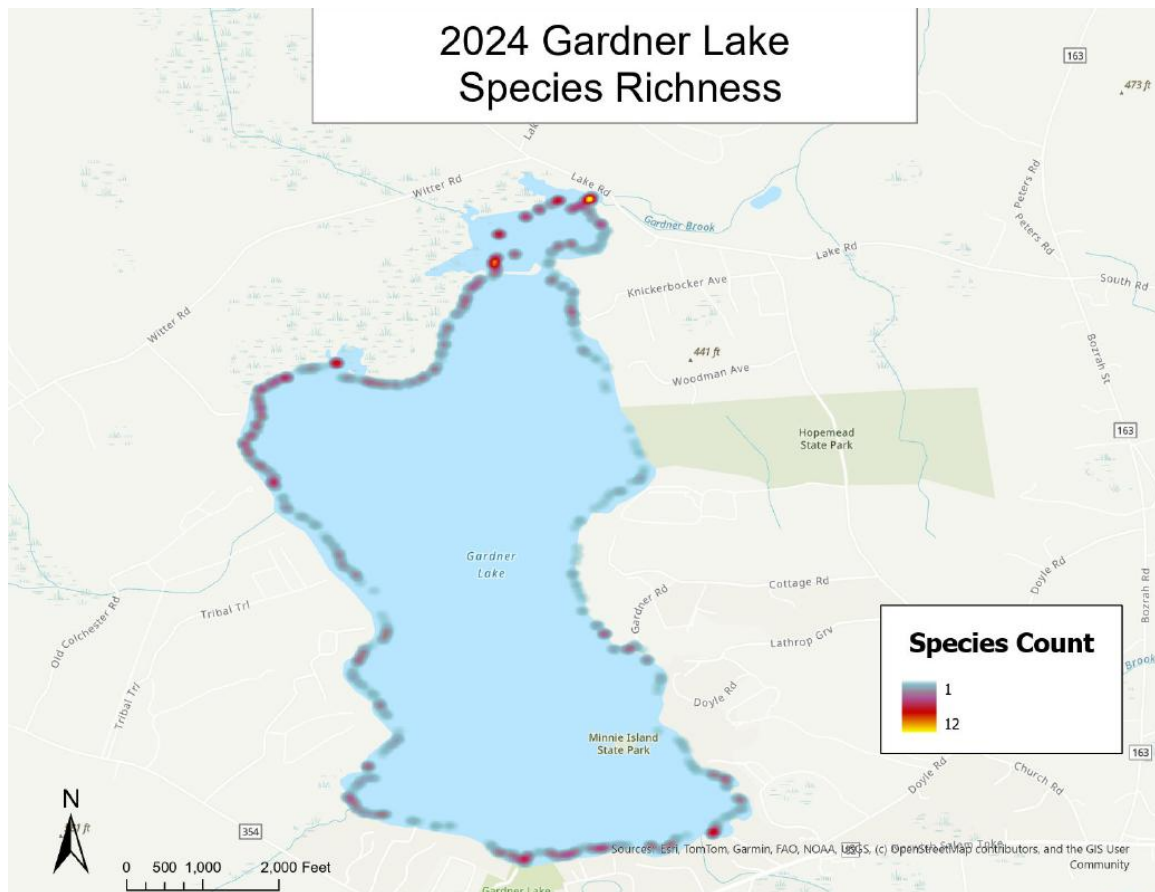 2024 Gardner Lake
Species Richness
163
473 ft
Lake
Witter Rd
Lake Rd
Peters Rd
Gardner Brook
Peters Rd
Lake Rd
South Rd
Knickerbocker Ave
Witter Rd
441 ft
Woodman Ave
Bozrah St
163
Hopemead
State Park
Gardner
Lake
Doyle Rd
Cottage Rd
Bozrah Rd
Gardner Rd
Tribal Trl
Old Colchester Rd
Lathrop Grv
Species Count
1
12
Brook
Tribal Trl
Doyle Rd
Minnie Island
State Park
163
Doyle Rd
Church Rd
N
354
0 500 1,000 2,000 Feet
Sources: Esri, TomTom, Garmin, FAO, NOAA, USGS, (c) OpenStreetMap contributors, and the GIS User
Community
Gardner Lake